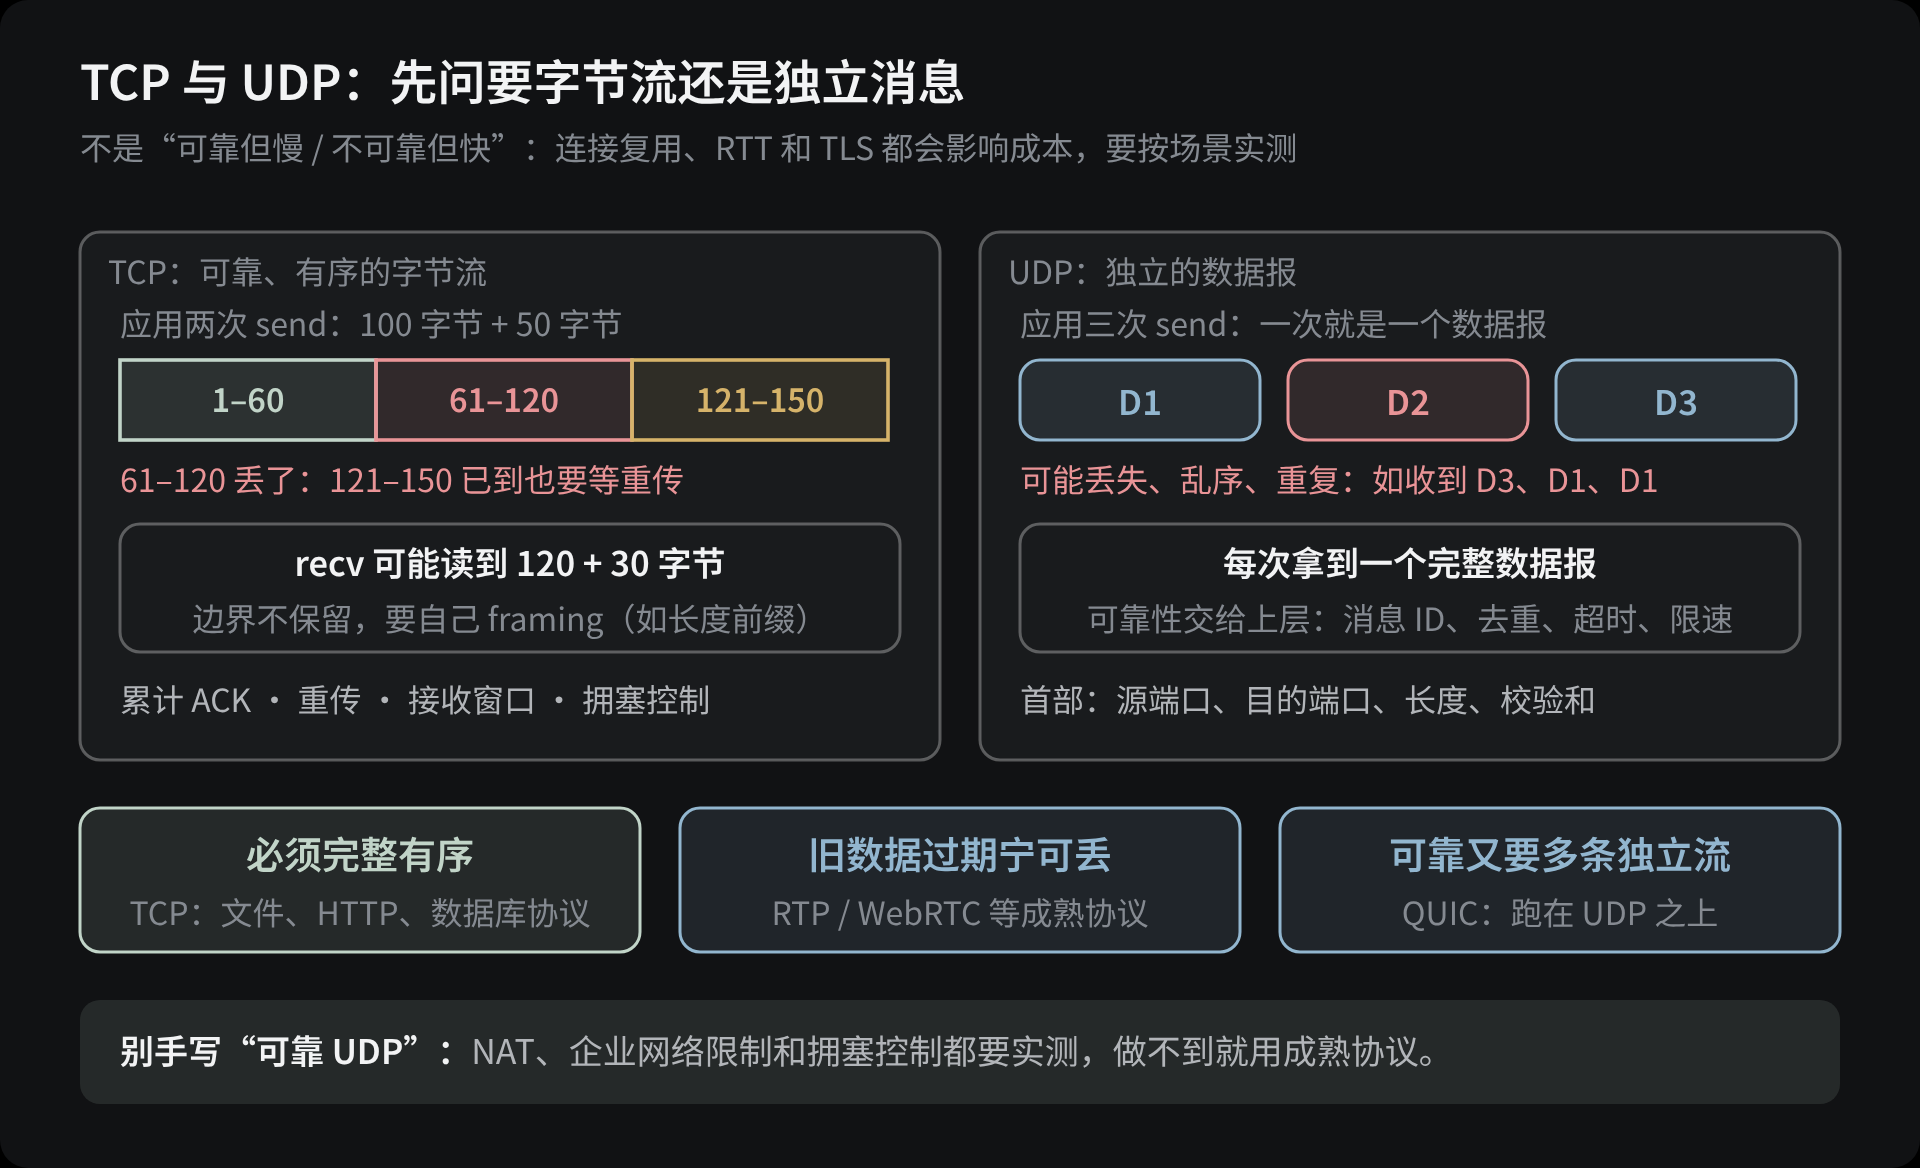 TCP 与 UDP：先问要字节流还是独立消息
不是“可靠但慢 / 不可靠但快”：连接复用、RTT 和 TLS 都会影响成本，要按场景实测
TCP：可靠、有序的字节流
应用两次 send：100 字节 + 50 字节
1–60
61–120
121–150
61–120 丢了：121–150 已到也要等重传
recv 可能读到 120 + 30 字节
边界不保留，要自己 framing（如长度前缀）
累计 ACK · 重传 · 接收窗口 · 拥塞控制
UDP：独立的数据报
应用三次 send：一次就是一个数据报
D1
D2
D3
可能丢失、乱序、重复：如收到 D3、D1、D1
每次拿到一个完整数据报
可靠性交给上层：消息 ID、去重、超时、限速
首部：源端口、目的端口、长度、校验和
必须完整有序
TCP：文件、HTTP、数据库协议
旧数据过期宁可丢
RTP / WebRTC 等成熟协议
可靠又要多条独立流
QUIC：跑在 UDP 之上
别手写“可靠 UDP”：NAT、企业网络限制和拥塞控制都要实测，做不到就用成熟协议。